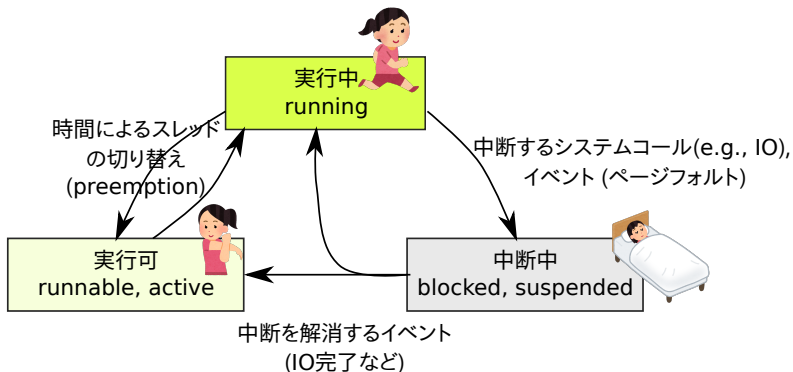 実行中
running
時間によるスレッド
の切り替え
(preemption)
中断するシステムコール(e.g., IO),
イベント (ページフォルト)
実行可
runnable, active
中断中
blocked, suspended
中断を解消するイベント
(IO完了など)